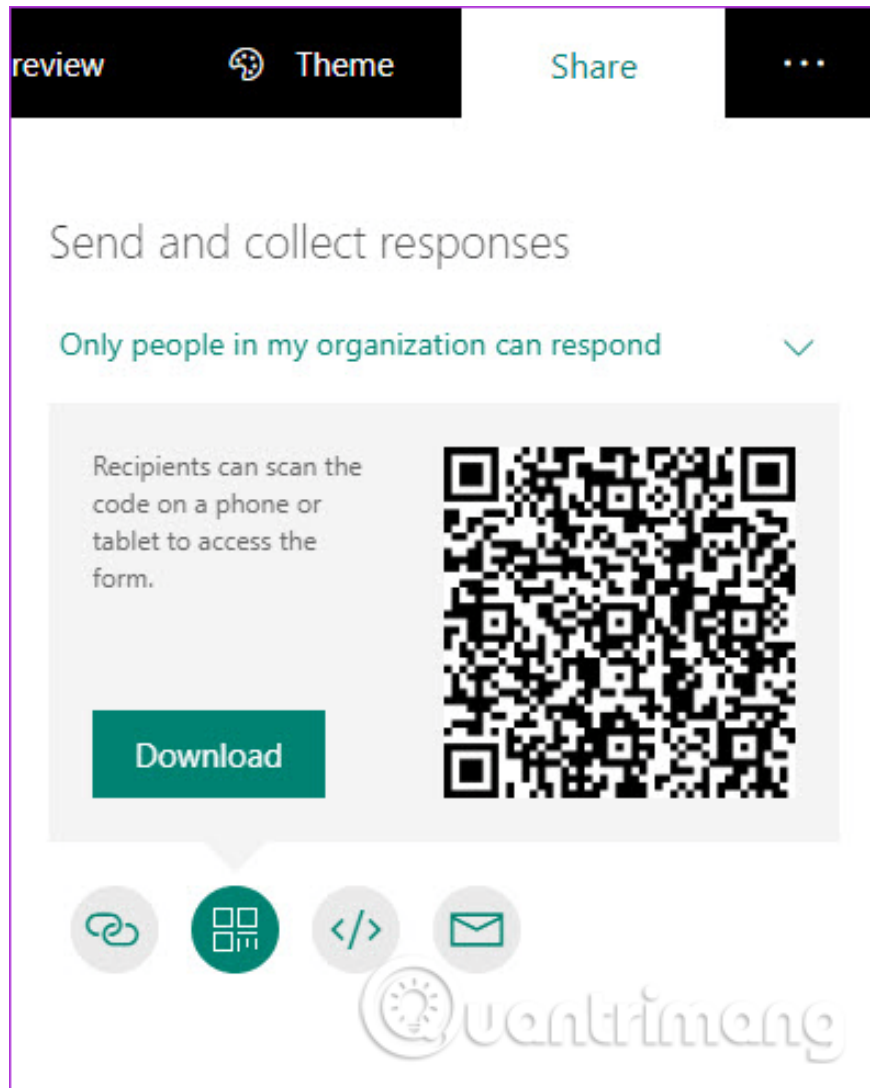 review
Theme
Share
...
Send and collect responses
Only people in my organization can respond
Recipients can scan the
code on a phone or
tablet to access the
form.
Download
</>
Quantrimang